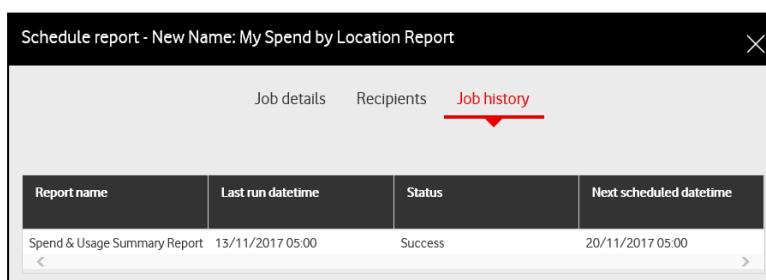 Schedule report - New Name: My Spend by Location Report
Job details Recipients Job history
Report name Last run datetime Status Next scheduled datetime
Spend & Usage Summary Report 13/11/2017 05:00 Success 20/11/2017 05:00